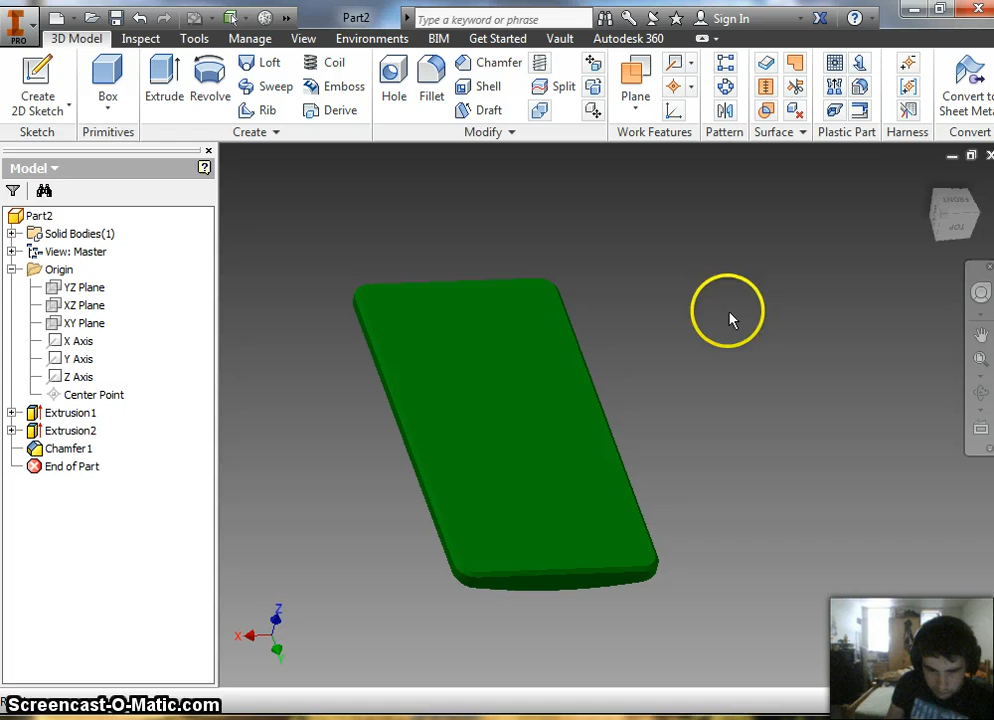 Part2
Type a keyword or phrase
Sign In
PRO
3D Model
Inspect
Tools
Manage
View
Environments
BIM
Get Started
Vault
Autodesk 360
Create
2D Sketch
Box
Extrude
Revolve
Loft
Sweep
Rib
Coil
Emboss
Derive
Hole
Fillet
Chamfer
Shell
Draft
Split
Plane
Convert to
Sheet Meta
Sketch
Primitives
Create
Modify
Work Features
Pattern
Surface
Plastic Part
Harness
Convert
Model
Part2
Solid Bodies(1)
View: Master
Origin
YZ Plane
XZ Plane
XY Plane
X Axis
Y Axis
Z Axis
Center Point
Extrusion1
Extrusion2
Chamfer1
End of Part
FRONT
TOP
Z
X
Y
Screencast-O-Matic.com